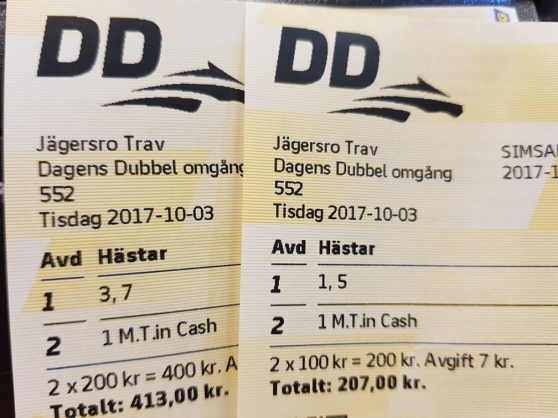 DD
Jägersro Trav
Dagens Dubbel omgång
552
Tisdag 2017-10-03
Avd Hästar
1 3, 7
2 1 M.T.in Cash
2 x 200 kr = 400 kr. A
Totalt: 413,00 kr.
DD
Jägersro Trav
Dagens Dubbel omgång
552
Tisdag 2017-10-03
SIMSA
2017-1
Avd Hästar
1 1, 5
2 1 M.T.in Cash
2 x 100 kr = 200 kr. Avgift 7 kr.
Totalt: 207,00 kr.